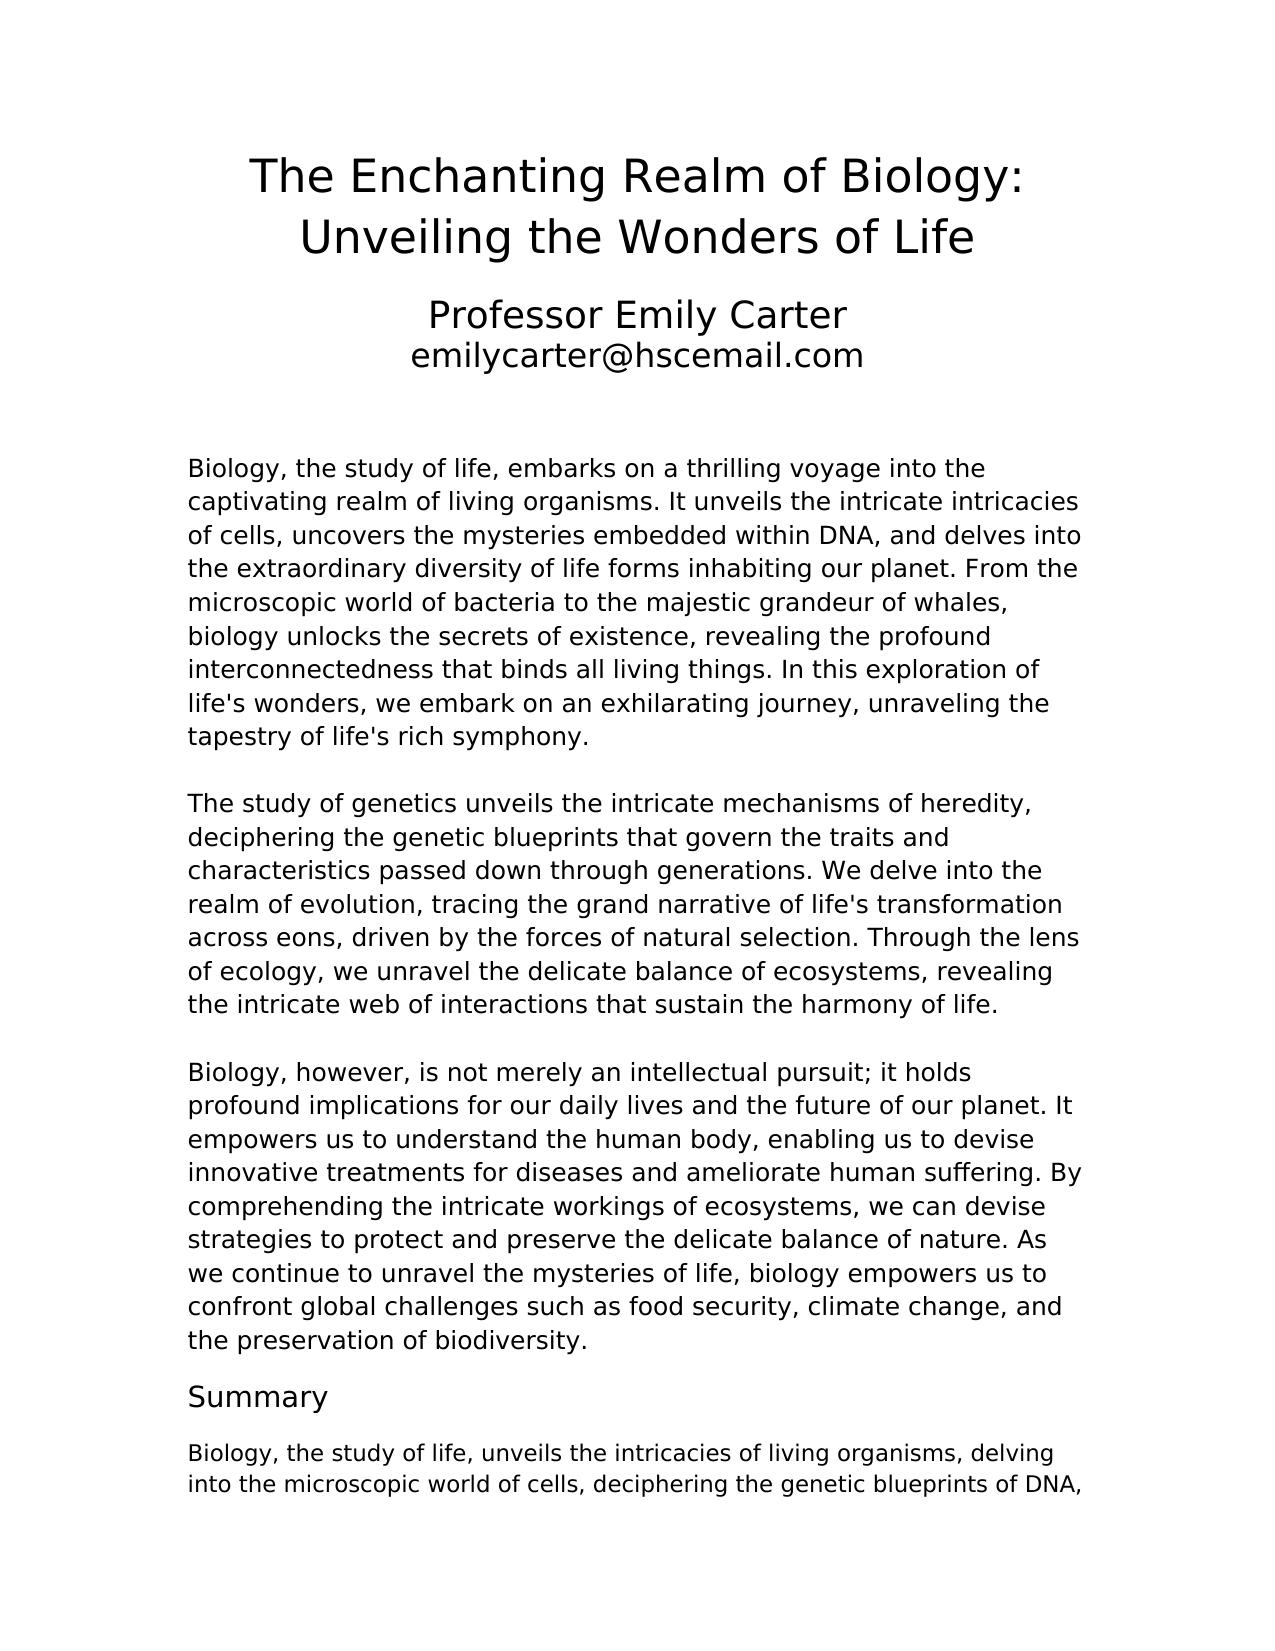 The Enchanting Realm of Biology:
Unveiling the Wonders of Life
Professor Emily Carter
emilycarter@hscemail.com
Biology, the study of life, embarks on a thrilling voyage into the
captivating realm of living organisms. It unveils the intricate intricacies
of cells, uncovers the mysteries embedded within DNA, and delves into
the extraordinary diversity of life forms inhabiting our planet. From the
microscopic world of bacteria to the majestic grandeur of whales,
biology unlocks the secrets of existence, revealing the profound
interconnectedness that binds all living things. In this exploration of
life's wonders, we embark on an exhilarating journey, unraveling the
tapestry of life's rich symphony.
The study of genetics unveils the intricate mechanisms of heredity,
deciphering the genetic blueprints that govern the traits and
characteristics passed down through generations. We delve into the
realm of evolution, tracing the grand narrative of life's transformation
across eons, driven by the forces of natural selection. Through the lens
of ecology, we unravel the delicate balance of ecosystems, revealing
the intricate web of interactions that sustain the harmony of life.
Biology, however, is not merely an intellectual pursuit; it holds
profound implications for our daily lives and the future of our planet. It
empowers us to understand the human body, enabling us to devise
innovative treatments for diseases and ameliorate human suffering. By
comprehending the intricate workings of ecosystems, we can devise
strategies to protect and preserve the delicate balance of nature. As
we continue to unravel the mysteries of life, biology empowers us to
confront global challenges such as food security, climate change, and
the preservation of biodiversity.
Summary
Biology, the study of life, unveils the intricacies of living organisms, delving
into the microscopic world of cells, deciphering the genetic blueprints of DNA,